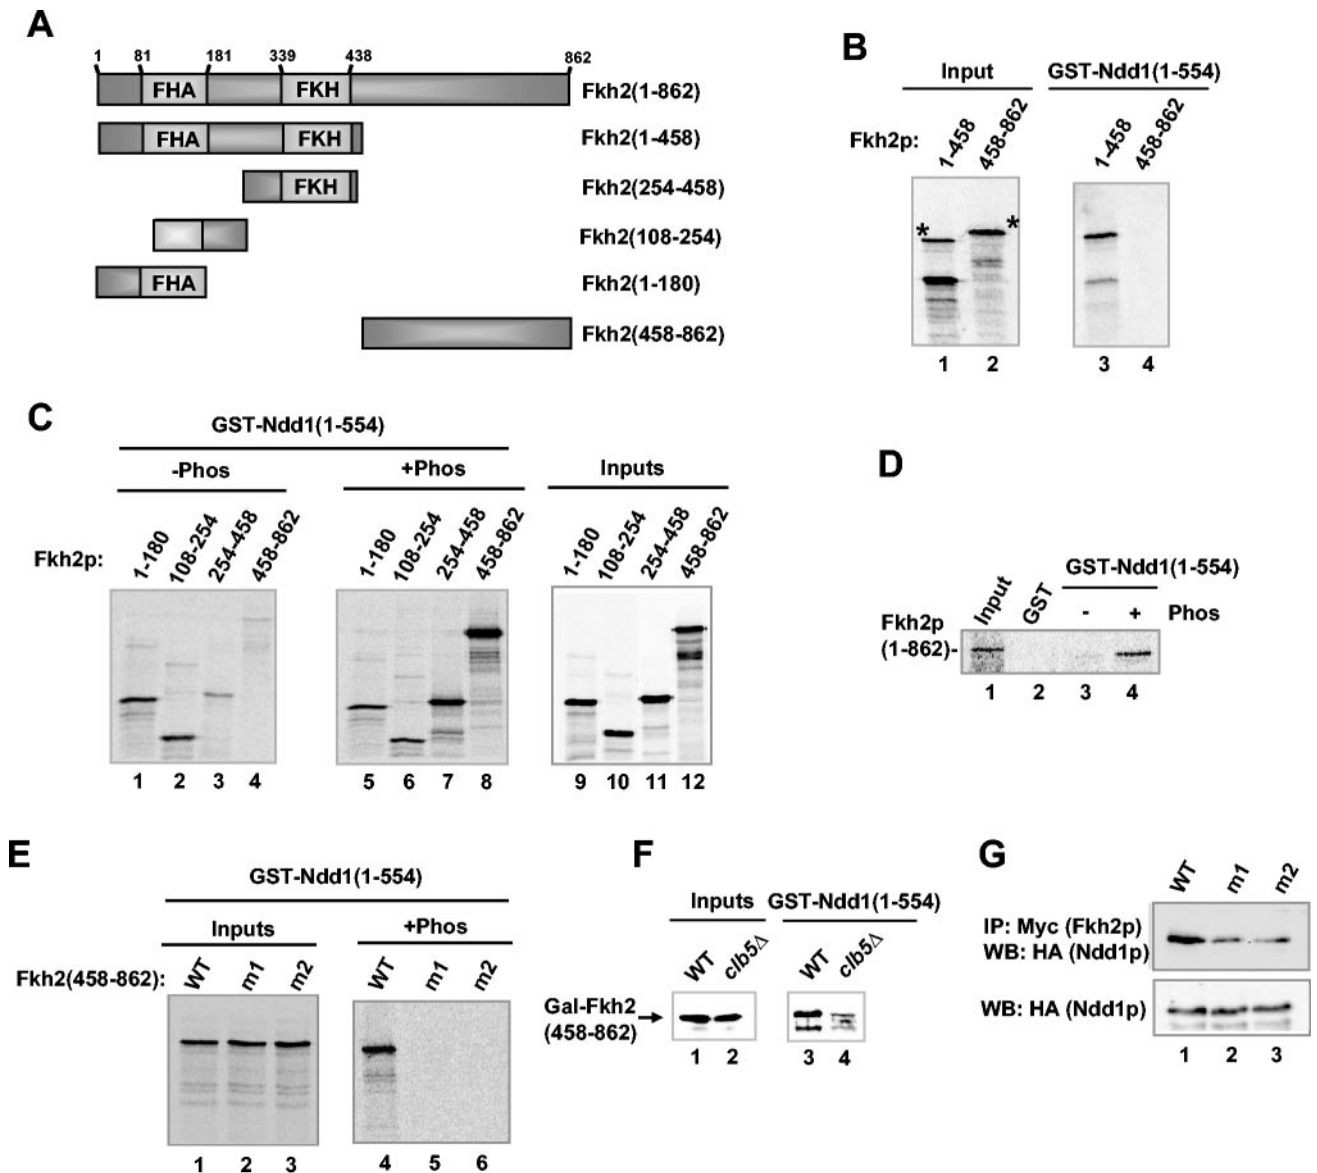 A
1 81 181 339 438 862
FHA FKH Fkh2(1-862)
FHA FKH Fkh2(1-458)
FKH Fkh2(254-458)
Fkh2(108-254)
FHA Fkh2(1-180)
Fkh2(458-862)
B
Input GST-Ndd1(1-554)
Fkh2p: 1-458 458-862 1-458 458-862
* *
1 2 3 4
C
GST-Ndd1(1-554)
-Phos +Phos Inputs
Fkh2p: 1-180 108-254 254-458 458-862 1-180 108-254 254-458 458-862 1-180 108-254 254-458 458-862
1 2 3 4 5 6 7 8 9 10 11 12
D
GST-Ndd1(1-554)
Input GST - + Phos
Fkh2p
(1-862)-
1 2 3 4
E
GST-Ndd1(1-554)
Inputs +Phos
Fkh2(458-862): WT m1 m2 WT m1 m2
1 2 3 4 5 6
F
Inputs GST-Ndd1(1-554)
WT clb5Δ WT clb5Δ
Gal-Fkh2
(458-862)
1 2 3 4
G
WT m1 m2
IP: Myc (Fkh2p)
WB: HA (Ndd1p)
WB: HA (Ndd1p)
1 2 3